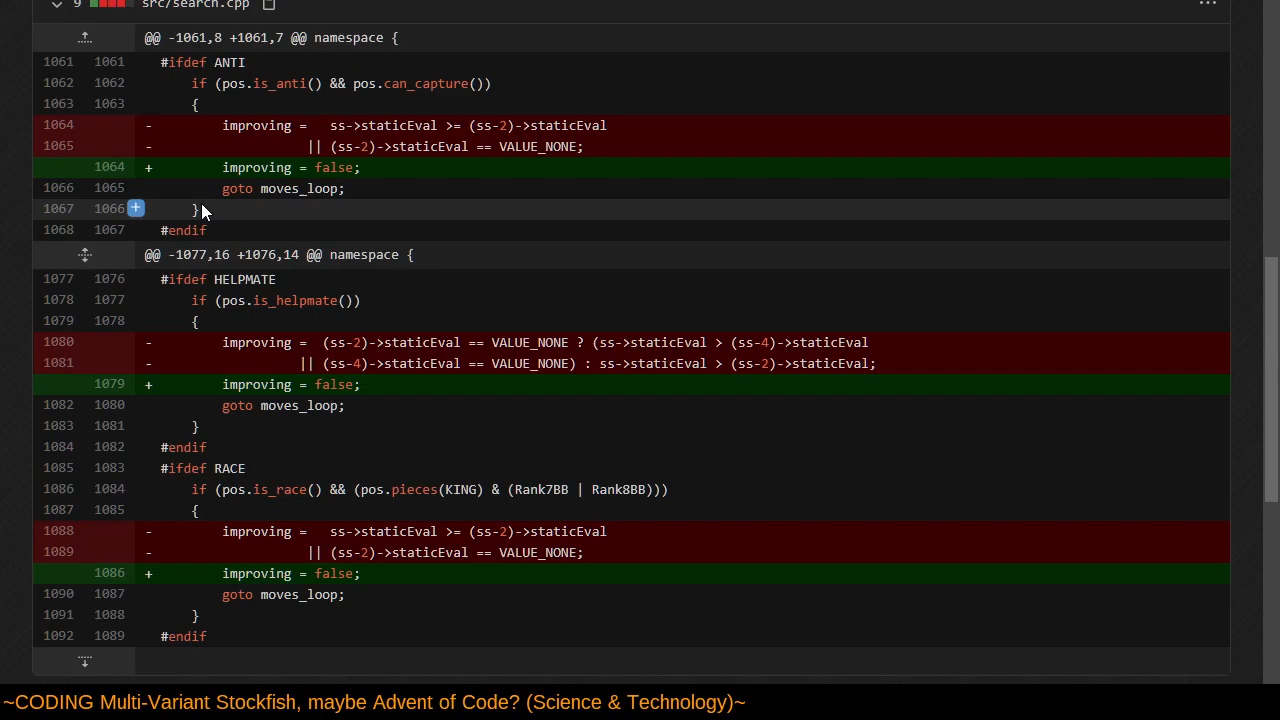 9 src/search.cpp ...
@@ -1061,8 +1061,7 @@ namespace {
1061 1061 #ifdef ANTI
1062 1062 if (pos.is_anti() && pos.can_capture())
1063 1063 {
1064 - improving =   ss->staticEval >= (ss-2)->staticEval
1065 - || (ss-2)->staticEval == VALUE_NONE;
1064 + improving = false;
1066 1065 goto moves_loop;
1067 1066 + }
1068 1067 #endif
@@ -1077,16 +1076,14 @@ namespace {
1077 1076 #ifdef HELPMATE
1078 1077 if (pos.is_helpmate())
1079 1078 {
1080 - improving =  (ss-2)->staticEval == VALUE_NONE ? (ss->staticEval > (ss-4)->staticEval
1081 - || (ss-4)->staticEval == VALUE_NONE) : ss->staticEval > (ss-2)->staticEval;
1079 + improving = false;
1082 1080 goto moves_loop;
1083 1081 }
1084 1082 #endif
1085 1083 #ifdef RACE
1086 1084 if (pos.is_race() && (pos.pieces(KING) & (Rank7BB | Rank8BB)))
1087 1085 {
1088 - improving =   ss->staticEval >= (ss-2)->staticEval
1089 - || (ss-2)->staticEval == VALUE_NONE;
1086 + improving = false;
1090 1087 goto moves_loop;
1091 1088 }
1092 1089 #endif
~CODING Multi-Variant Stockfish, maybe Advent of Code? (Science & Technology)~